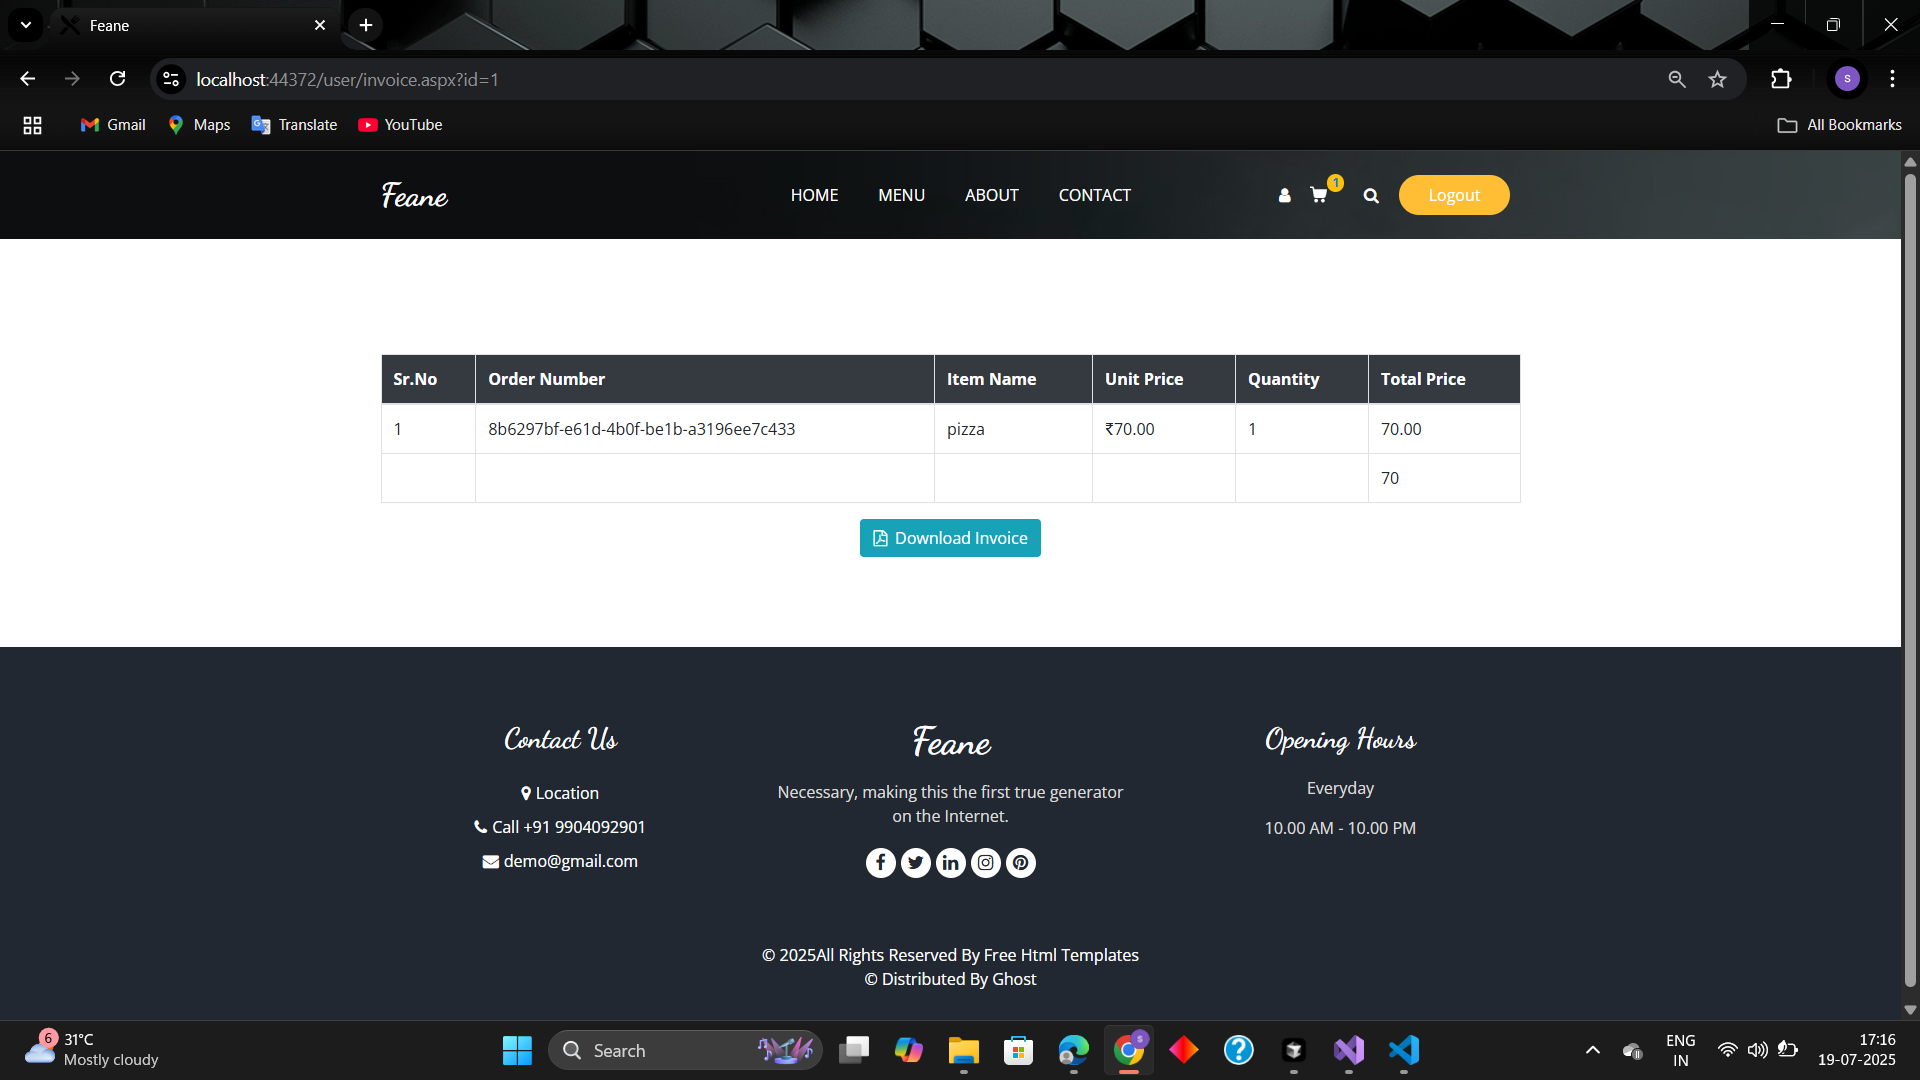 Feane
localhost:44372/user/invoice.aspx?id=1
S
Gmail Maps Translate YouTube All Bookmarks
Feane HOME MENU ABOUT CONTACT 1 Logout
Sr.No Order Number Item Name Unit Price Quantity Total Price
1 8b6297bf-e61d-4b0f-be1b-a3196ee7c433 pizza ₹70.00 1 70.00
70
Download Invoice
Contact Us
Location
Call +91 9904092901
demo@gmail.com
Feane
Necessary, making this the first true generator
on the Internet.
Opening Hours
Everyday
10.00 AM - 10.00 PM
© 2025All Rights Reserved By Free Html Templates
© Distributed By Ghost
6
31°C
Mostly cloudy
Search
S
ENG
IN
17:16
19-07-2025